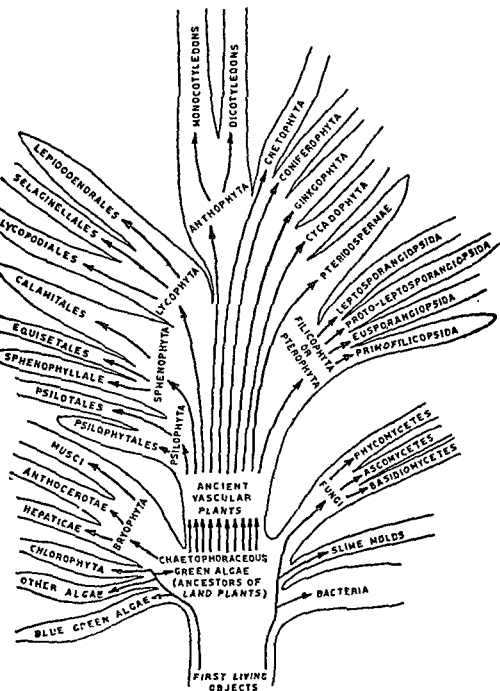 MONOCOTYLEDONS
DICOTYLEDONS
GNETOPHYTA
CONIFEROPHYTA
GINKGOPHYTA
CYCADOPHYTA
PTERIDOSPERMAE
ANTHOPHYTA
LEPIDODENDRALES
SELAGINELLALES
LYCOPODIALES
LYCOPHYTA
CALAMITALES
EQUISETALES
SPHENOPHYLLALE
SPHENOPHYTA
PSILOTALES
PSILOPHYTALES
PSILOPHYTA
LEPTOSPORANGIOPSIDA
PROTO-LEPTOSPORANGIOPSIDA
EUSPORANGIOPSIDA
PRIMOFILICOPSIDA
FILICOPHYTA
OR
PTEROPHYTA
ANCIENT
VASCULAR
PLANTS
MUSCI
ANTHOCEROTAE
HEPATICAE
BRYOPHYTA
PHYCOMYCETES
ASCOMYCETES
BASIDIOMYCETES
FUNGI
SLIME MOLDS
BACTERIA
CHLOROPHYTA
OTHER ALGAE
BLUE GREEN ALGAE
CHAETOPHORACEOUS
GREEN ALGAE
(ANCESTORS OF
LAND PLANTS)
FIRST LIVING
OBJECTS